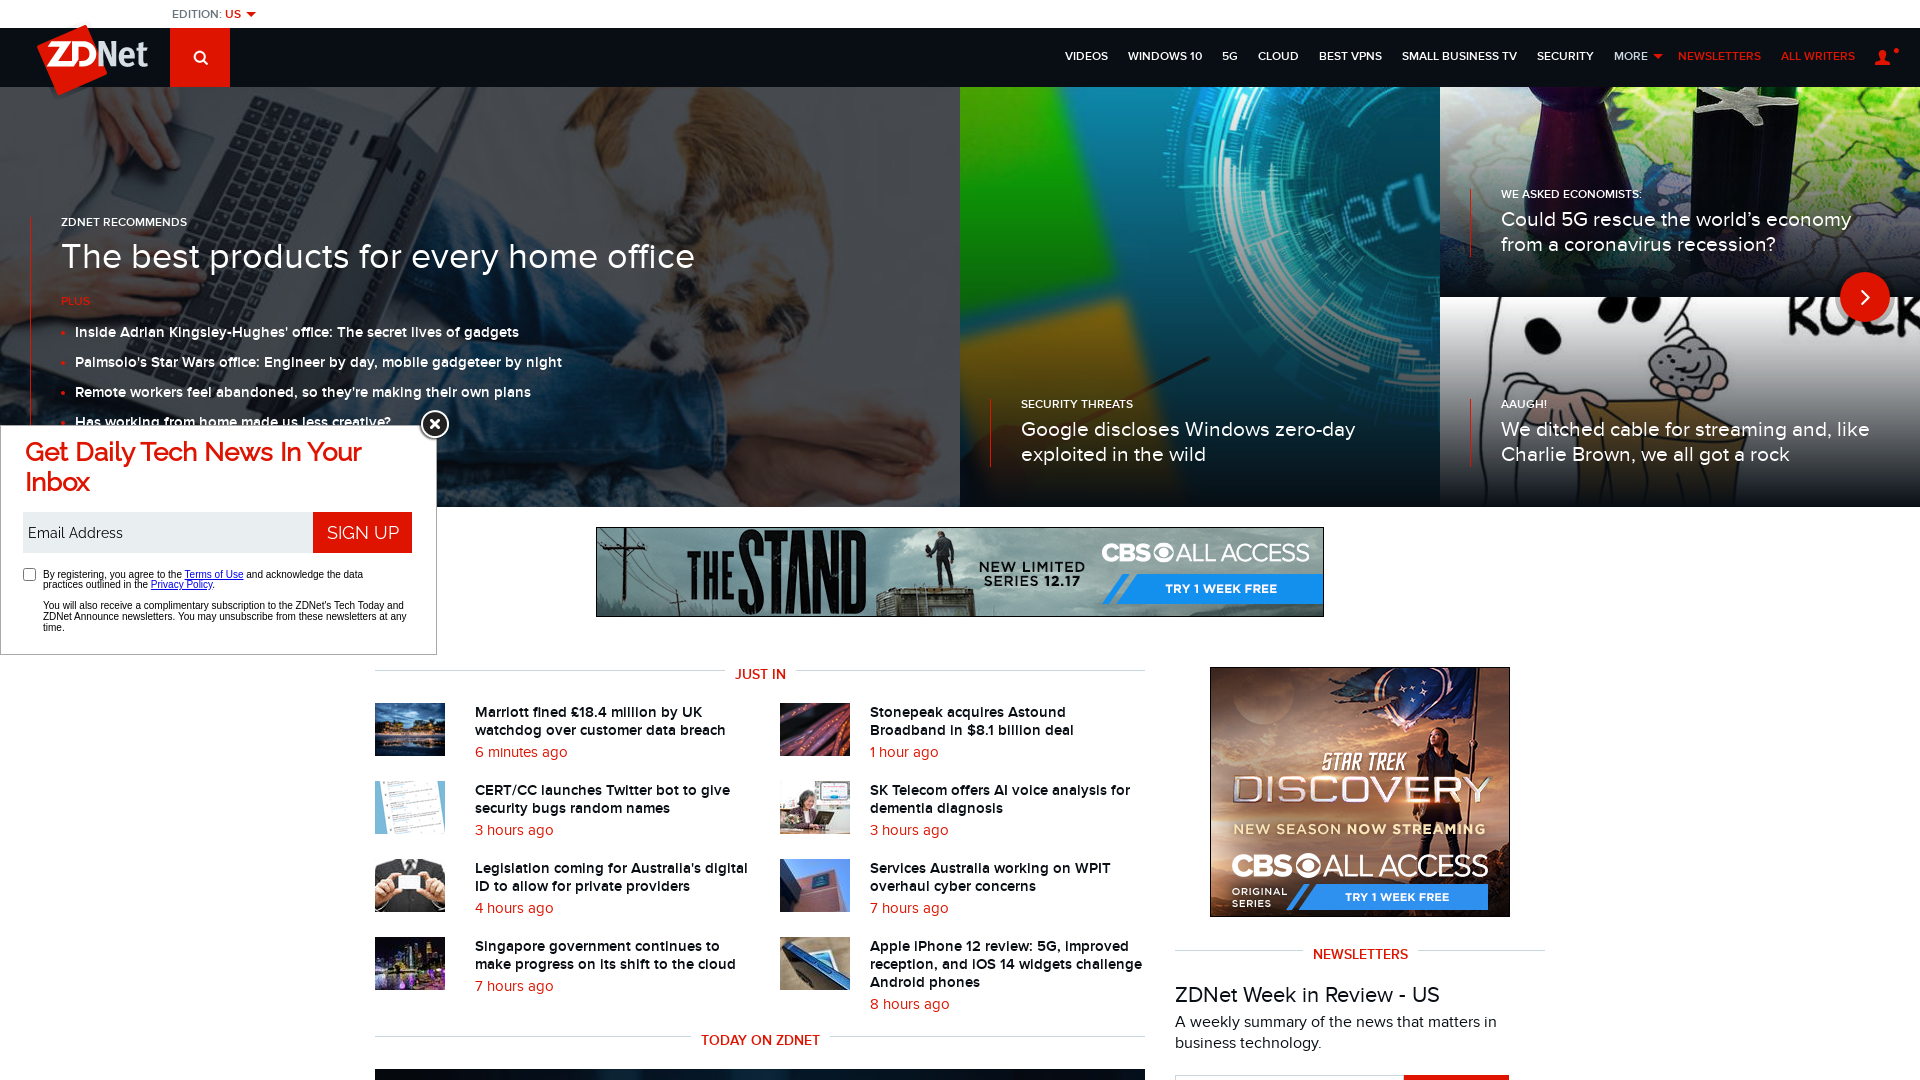 EDITION: US
ZDNet
VIDEOS WINDOWS 10 5G CLOUD BEST VPNS SMALL BUSINESS TV SECURITY MORE NEWSLETTERS ALL WRITERS
ZDNET RECOMMENDS
The best products for every home office
PLUS
Inside Adrian Kingsley-Hughes' office: The secret lives of gadgets
Palmsolo's Star Wars office: Engineer by day, mobile gadgeteer by night
Remote workers feel abandoned, so they're making their own plans
Has working from home made us less creative?
SECURITY THREATS
Google discloses Windows zero-day
exploited in the wild
WE ASKED ECONOMISTS:
Could 5G rescue the world’s economy
from a coronavirus recession?
ROCK
AAUGH!
We ditched cable for streaming and, like
Charlie Brown, we all got a rock
Get Daily Tech News In Your
Inbox
Email Address
SIGN UP
By registering, you agree to the Terms of Use and acknowledge the data
practices outlined in the Privacy Policy.
You will also receive a complimentary subscription to the ZDNet's Tech Today and
ZDNet Announce newsletters. You may unsubscribe from these newsletters at any
time.
THE STAND
NEW LIMITED
SERIES 12.17
CBS ALL ACCESS
TRY 1 WEEK FREE
JUST IN
Marriott fined £18.4 million by UK
watchdog over customer data breach
6 minutes ago
Stonepeak acquires Astound
Broadband in $8.1 billion deal
1 hour ago
CERT/CC launches Twitter bot to give
security bugs random names
3 hours ago
SK Telecom offers AI voice analysis for
dementia diagnosis
3 hours ago
Legislation coming for Australia's digital
ID to allow for private providers
4 hours ago
Services Australia working on WPIT
overhaul cyber concerns
7 hours ago
Singapore government continues to
make progress on its shift to the cloud
7 hours ago
Apple iPhone 12 review: 5G, improved
reception, and iOS 14 widgets challenge
Android phones
8 hours ago
TODAY ON ZDNET
STAR TREK
DISCOVERY
NEW SEASON NOW STREAMING
CBS ALL ACCESS
ORIGINAL
SERIES
TRY 1 WEEK FREE
NEWSLETTERS
ZDNet Week in Review - US
A weekly summary of the news that matters in
business technology.